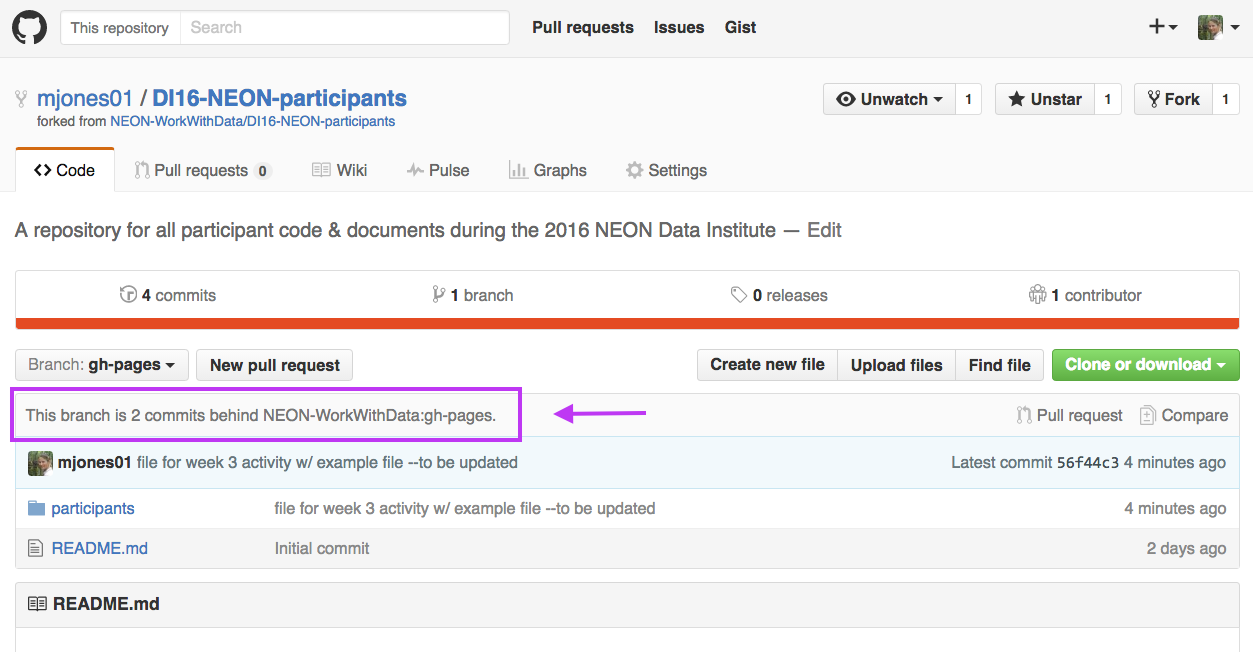 This repository Search Pull requests Issues Gist
mjones01 / DI16-NEON-participants Unwatch 1 Unstar 1 Fork 1
forked from NEON-WorkWithData/DI16-NEON-participants
Code Pull requests 0 Wiki Pulse Graphs Settings
A repository for all participant code & documents during the 2016 NEON Data Institute — Edit
4 commits 1 branch 0 releases 1 contributor
Branch: gh-pages New pull request Create new file Upload files Find file Clone or download
This branch is 2 commits behind NEON-WorkWithData:gh-pages. Pull request Compare
mjones01 file for week 3 activity w/ example file --to be updated Latest commit 56f44c3 4 minutes ago
participants file for week 3 activity w/ example file --to be updated 4 minutes ago
README.md Initial commit 2 days ago
README.md